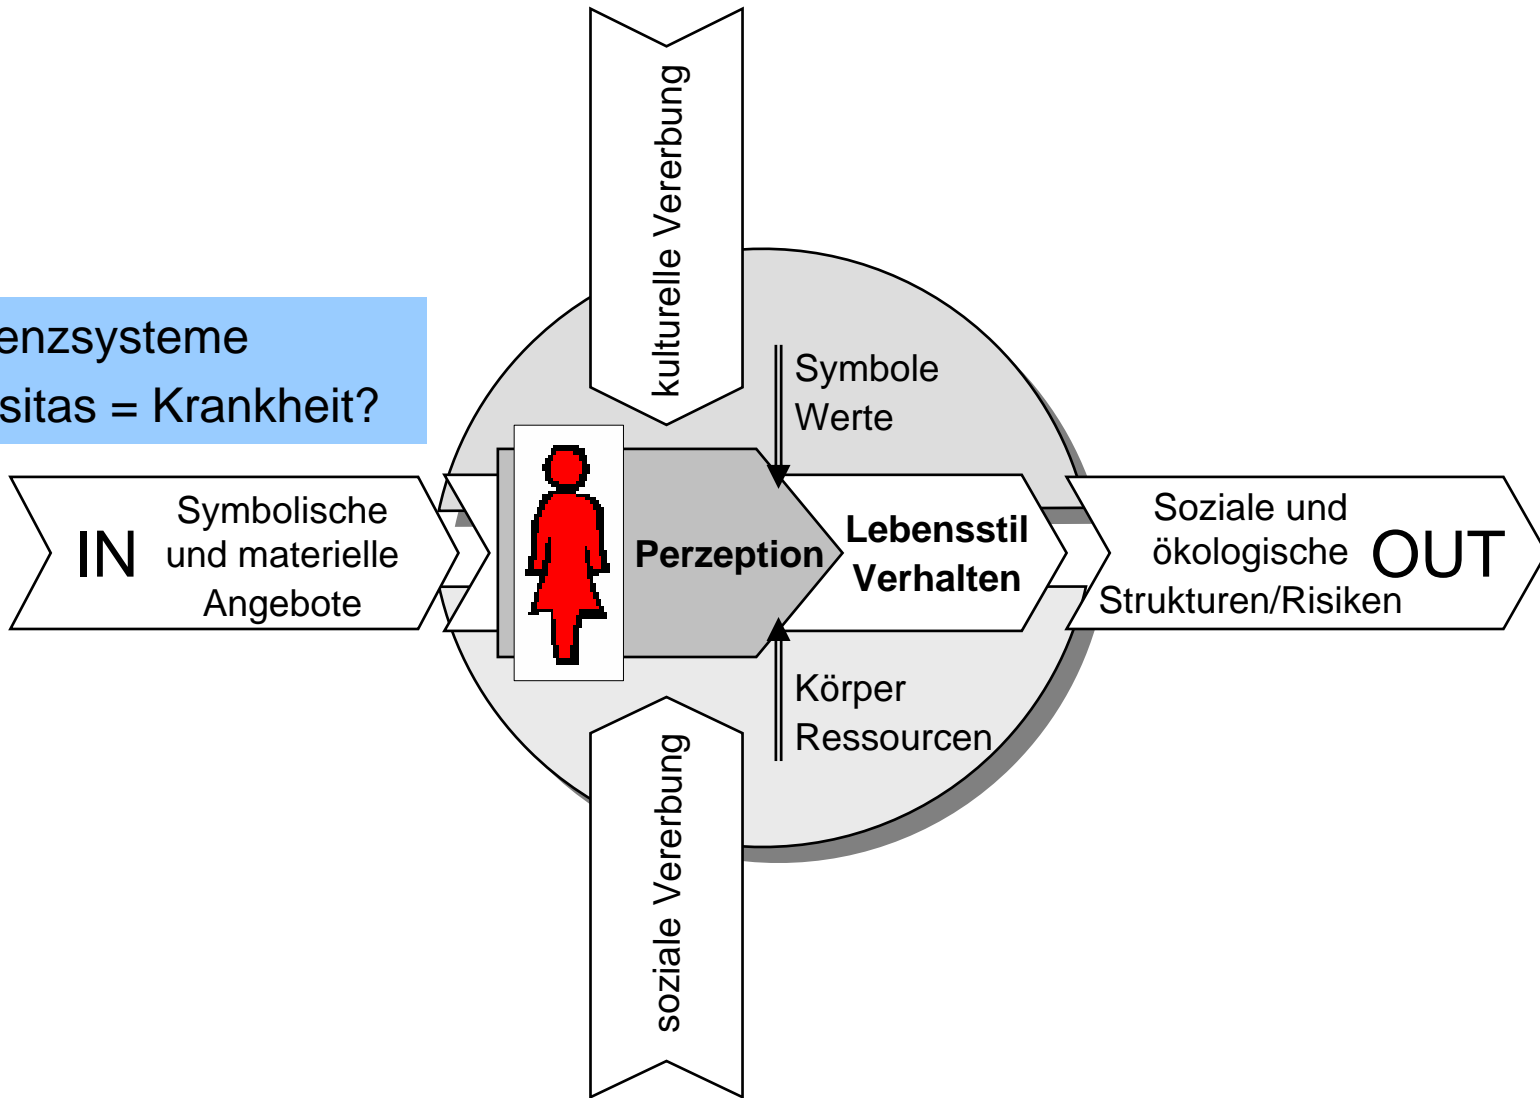 kulturelle Vererbung
enzsysteme
sitas = Krankheit?
Symbole
Werte
IN
Symbolische
und materielle
Angebote
Perzeption
Lebensstil
Verhalten
Soziale und
ökologische
Strukturen/Risiken
OUT
Körper
Ressourcen
soziale Vererbung